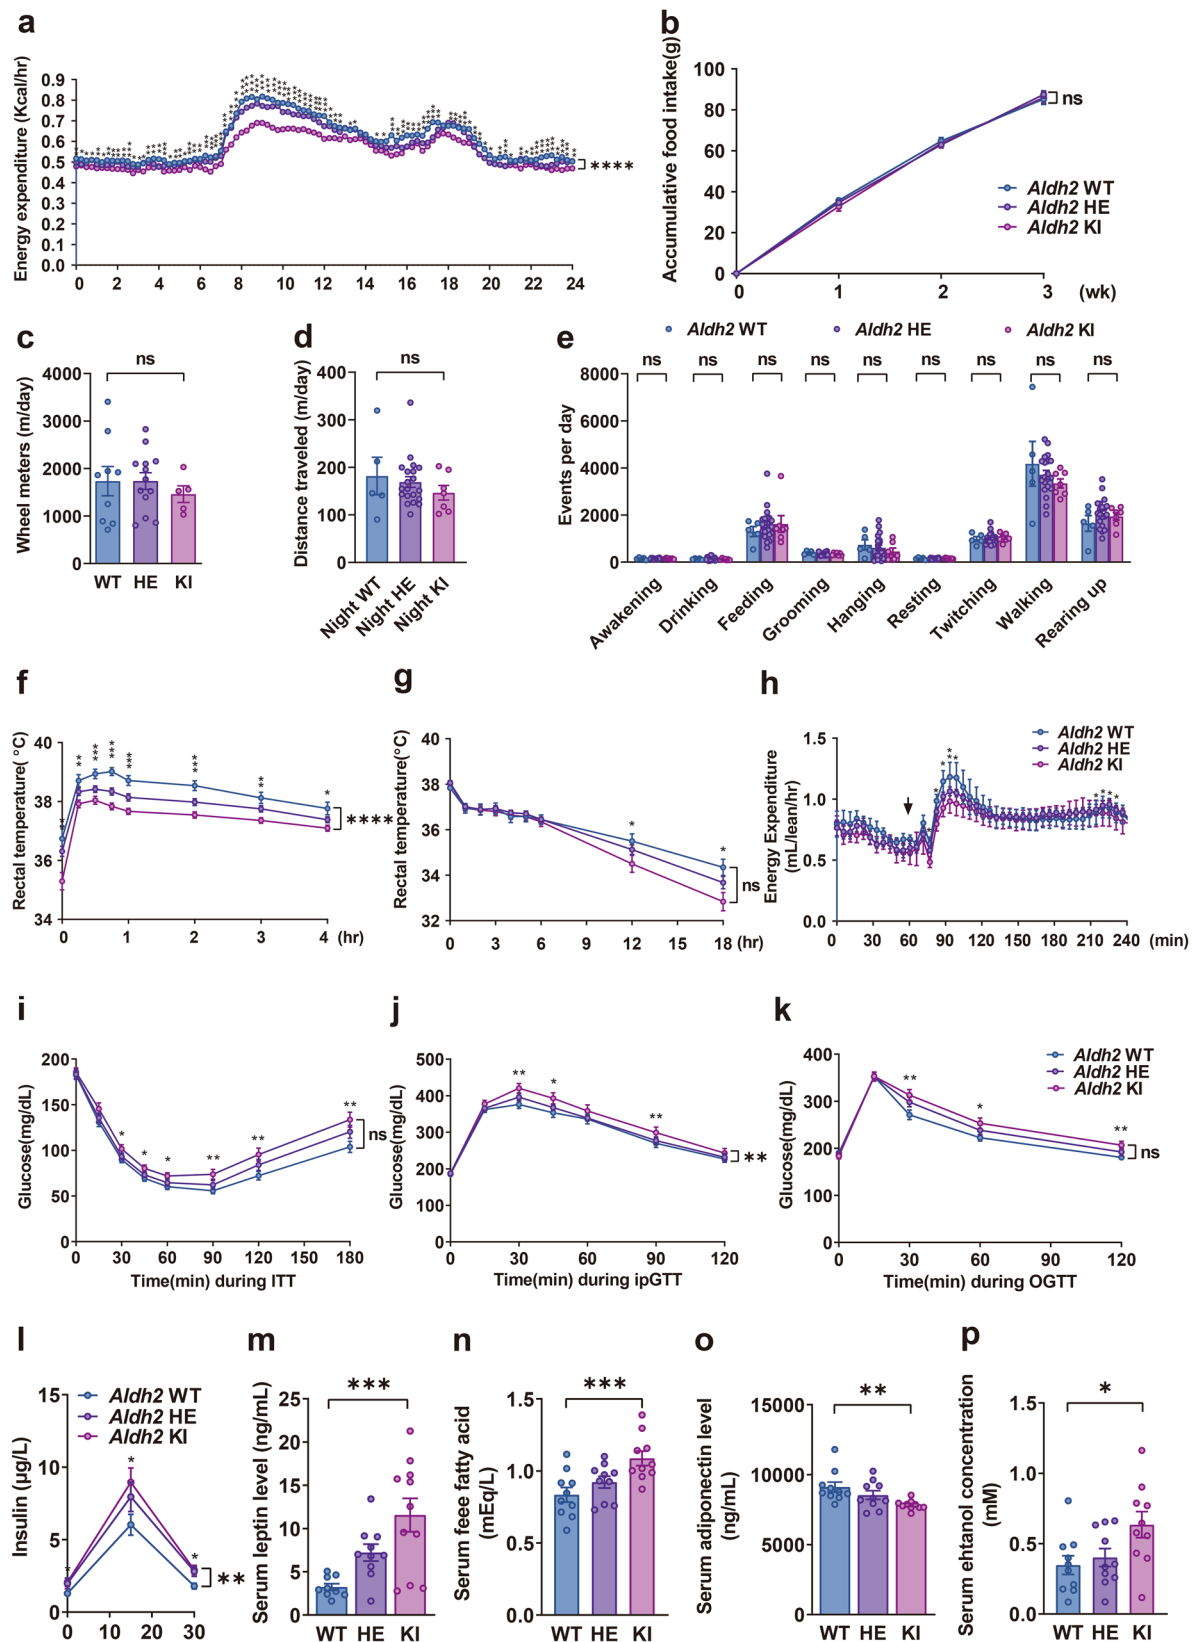 a
Energy expenditure (Kcal/hr)
0.9
0.8
0.7
0.6
0.5
0.4
0.3
0.2
0.1
0.0
0 2 4 6 8 10 12 14 16 18 20 22 24
****
b
Accumulative food intake(g)
100
80
60
40
20
0
0 1 2 3 (wk)
ns
Aldh2 WT
Aldh2 HE
Aldh2 KI
c
Wheel meters (m/day)
4000
3000
2000
1000
0
ns
WT HE KI
d
Distance traveled (m/day)
400
300
200
100
0
ns
Night WT
Night HE
Night KI
e
Aldh2 WT Aldh2 HE Aldh2 KI
Events per day
8000
6000
4000
2000
0
ns ns ns ns ns ns ns ns ns
Awakening
Drinking
Feeding
Grooming
Hanging
Resting
Twitching
Walking
Rearing up
f
Rectal temperature( °C)
40
38
36
34
0 1 2 3 4 (hr)
* ** *** *** *** *** ** *
****
g
Rectal temperature(°C)
40
38
36
34
32
0 3 6 9 12 15 18 (hr)
* *
ns
h
Energy Expenditure
(mL/lean/hr)
1.5
1.0
0.5
0.0
0 30 60 90 120 150 180 210 240 (min)
Aldh2 WT
Aldh2 HE
Aldh2 KI
i
Glucose(mg/dL)
200
150
100
50
0
0 30 60 90 120 150 180
Time(min) during ITT
* * * ** ** **
ns
j
Glucose(mg/dL)
500
400
300
200
100
0
0 30 60 90 120
Time(min) during ipGTT
** * **
**
k
Glucose(mg/dL)
400
300
200
100
0
0 30 60 90 120
Time(min) during OGTT
** * **
ns
Aldh2 WT
Aldh2 HE
Aldh2 KI
l
Insulin (μg/L)
15
10
5
0
0 10 20 30
Aldh2 WT
Aldh2 HE
Aldh2 KI
* * *
**
m
Serum leptin level (ng/mL)
25
20
15
10
5
0
***
WT HE KI
n
Serum feee fatty acid
(mEq/L)
1.5
1.0
0.5
0.0
***
WT HE KI
o
Serum adiponectin level
(ng/mL)
15000
10000
5000
0
**
WT HE KI
p
Serum ehtanol concentration
(mM)
1.5
1.0
0.5
0.0
*
WT HE KI